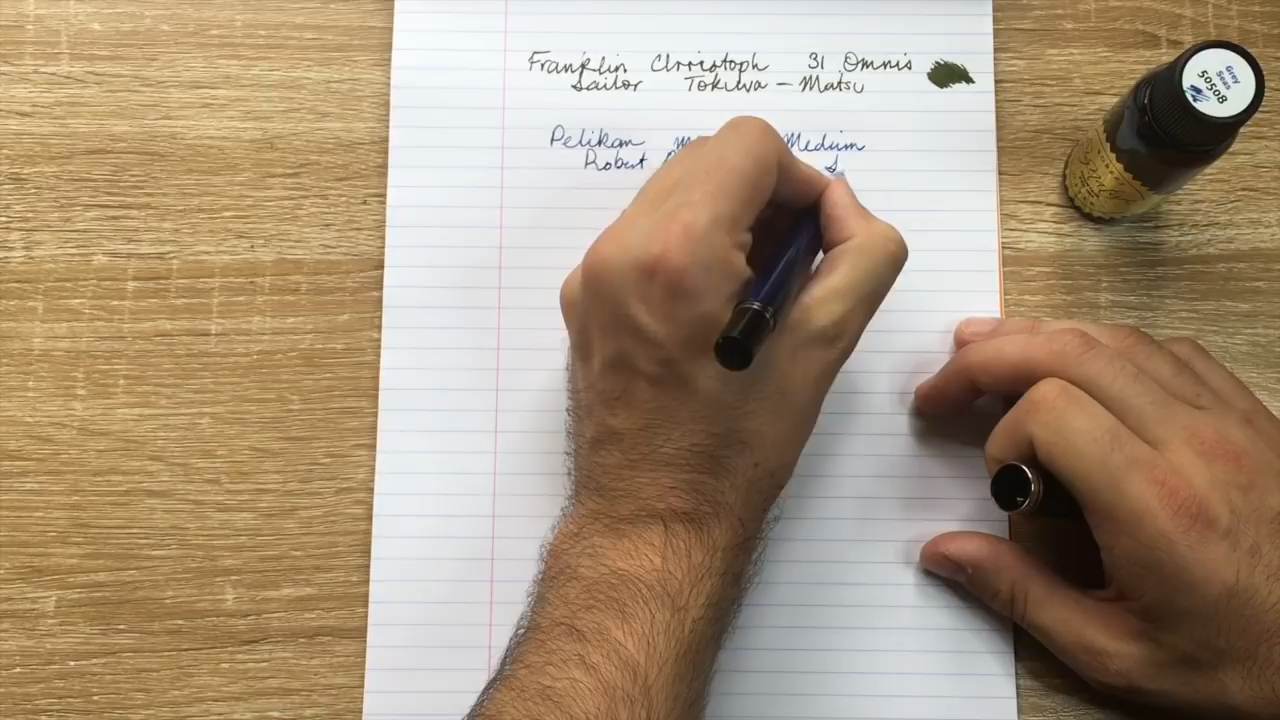 Franklin Christoph 31 Omnis
Sailor Tokiwa - Matsu
Pelikan Medium
Robert S
Grey
Seas
50508